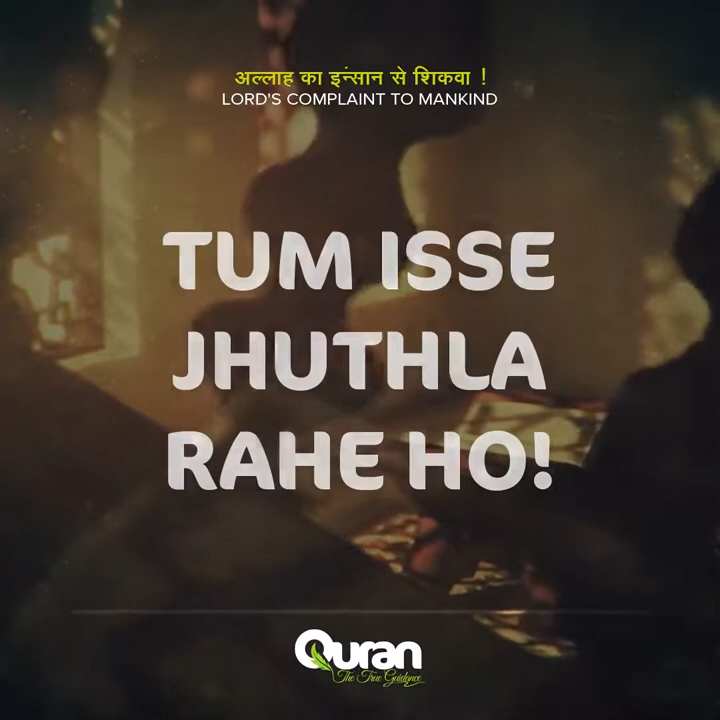 अल्लाह का इन्सान से शिकवा !
LORD'S COMPLAINT TO MANKIND
TUM ISSE
JHUTHLA
RAHE HO!
Quran
The True Guidance